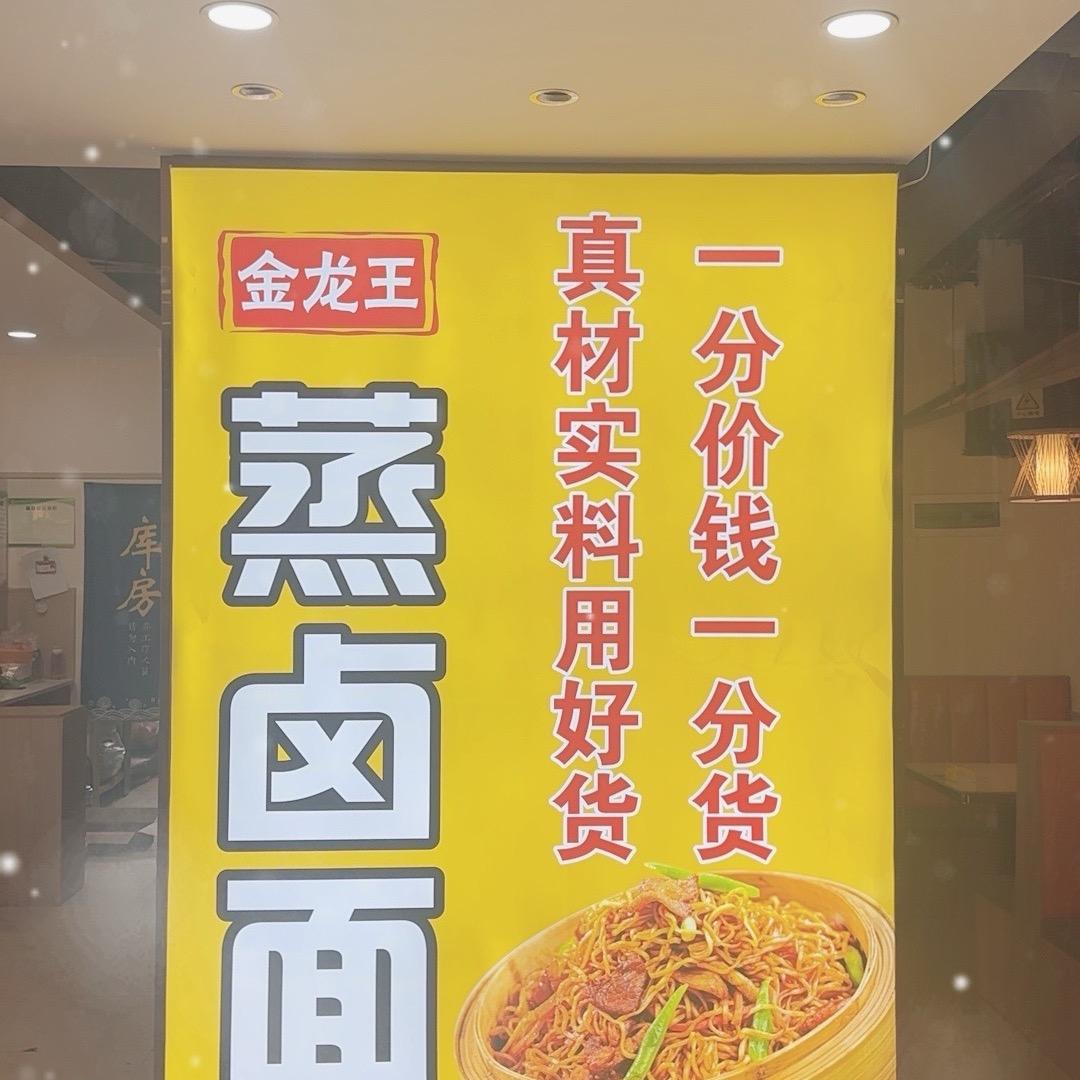 金龙王
蒸卤面
一分价钱一分货
真材实料用好货
库房